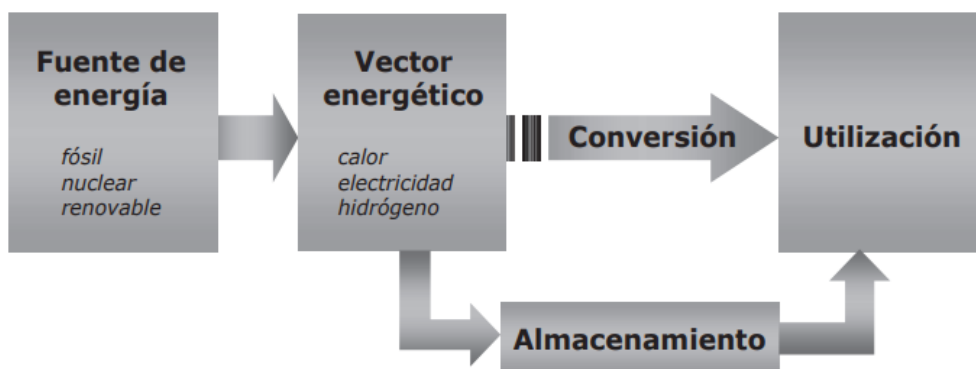 Fuente de
energía
fósil
nuclear
renovable
Vector
energético
calor
electricidad
hidrógeno
Conversión
Utilización
Almacenamiento